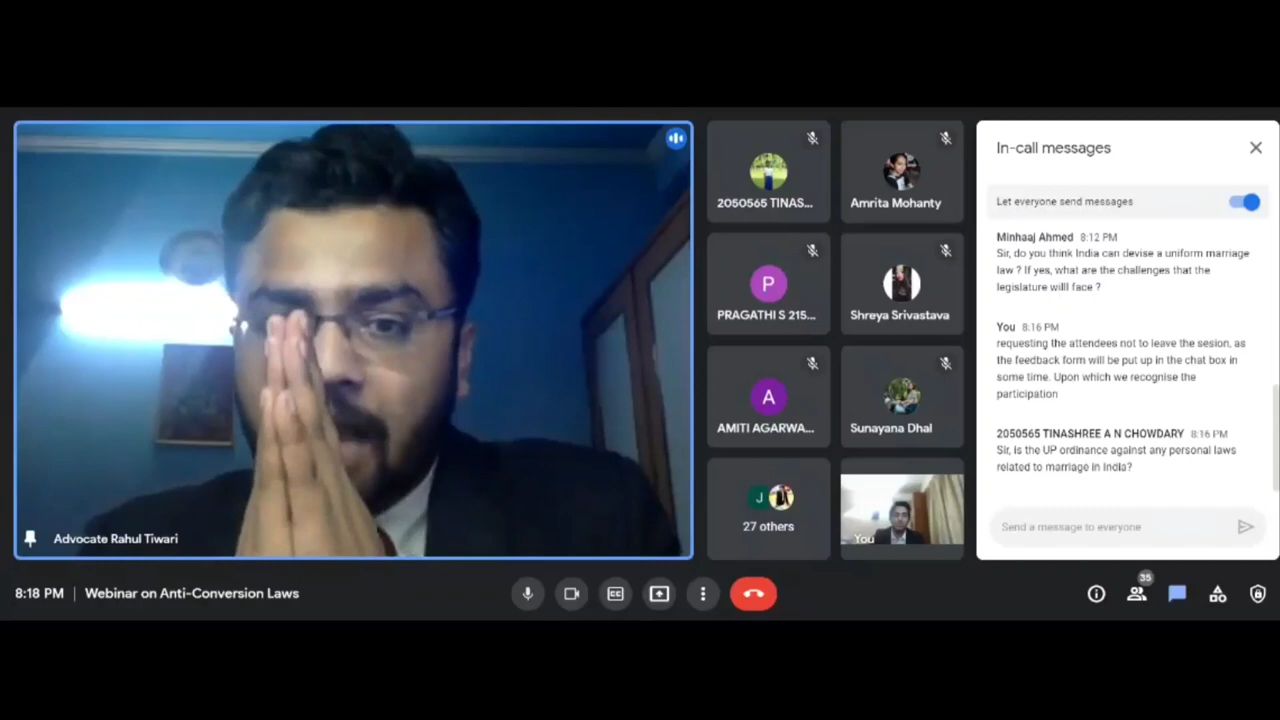 Advocate Rahul Tiwari
2050565 TINAS...
Amrita Mohanty
P
PRAGATHI S 215...
Shreya Srivastava
A
AMITI AGARWA...
Sunayana Dhal
J
27 others
You
In-call messages
Let everyone send messages
Minhaaj Ahmed 8:12 PM
Sir, do you think India can devise a uniform marriage
law ? If yes, what are the challenges that the
legislature willl face ?
You 8:16 PM
requesting the attendees not to leave the sesion, as
the feedback form will be put up in the chat box in
some time. Upon which we recognise the
participation
2050565 TINASHREE A N CHOWDARY 8:16 PM
Sir, is the UP ordinance against any personal laws
related to marriage in India?
Send a message to everyone
8:18 PM | Webinar on Anti-Conversion Laws
35